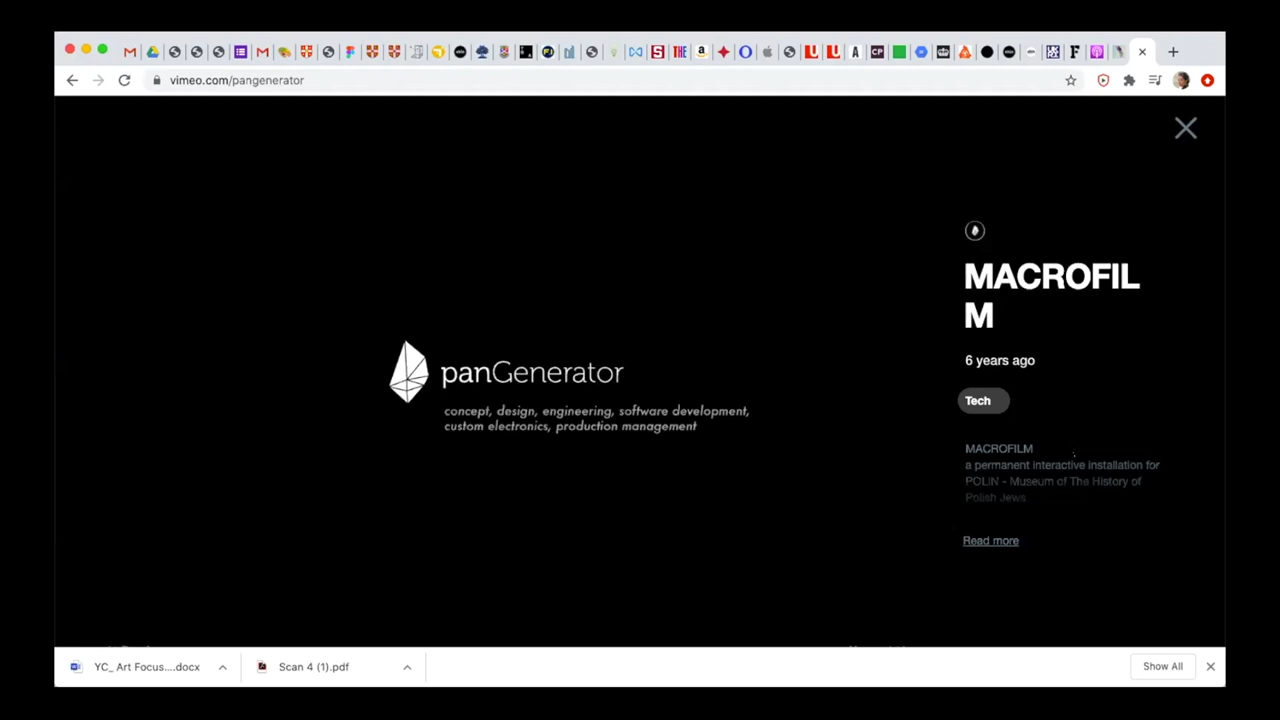 vimeo.com/pangenerator
MACROFIL
M
6 years ago
Tech
panGenerator
concept, design, engineering, software development,
custom electronics, production management
MACROFILM
a permanent interactive installation for
POLIN - Museum of The History of
Polish Jews
Read more
YC_ Art Focus....docx
Scan 4 (1).pdf
Show All